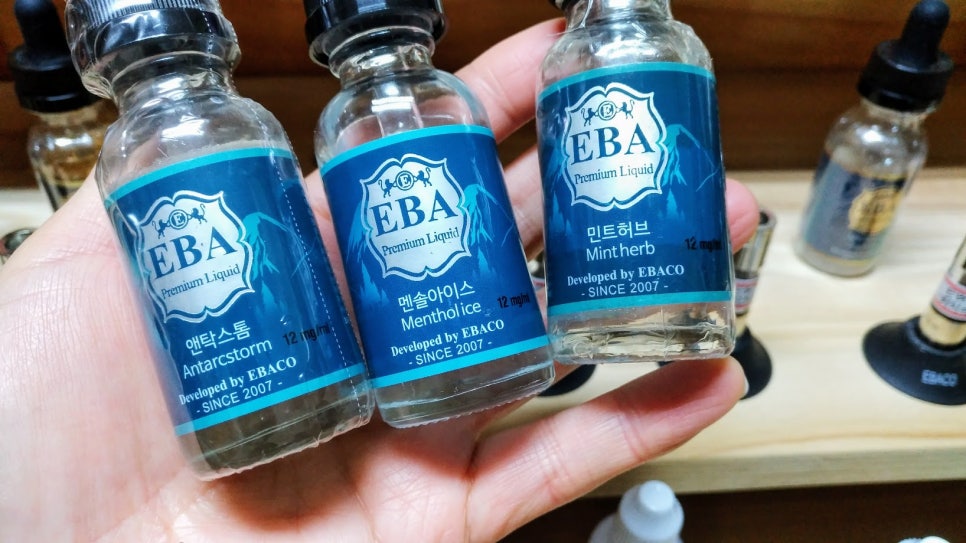 E
EBA
Premium Liquid
앤탁스톰
Antarcstorm
12 mg/ml
Developed by EBACO
- SINCE 2007 -
E
EBA
Premium Liquid
멘솔아이스
Menthol ice
12 mg/ml
Developed by EBACO
- SINCE 2007 -
E
EBA
Premium Liquid
민트허브
Mintherb
12 mg/ml
Developed by EBACO
- SINCE 2007 -
EBACO